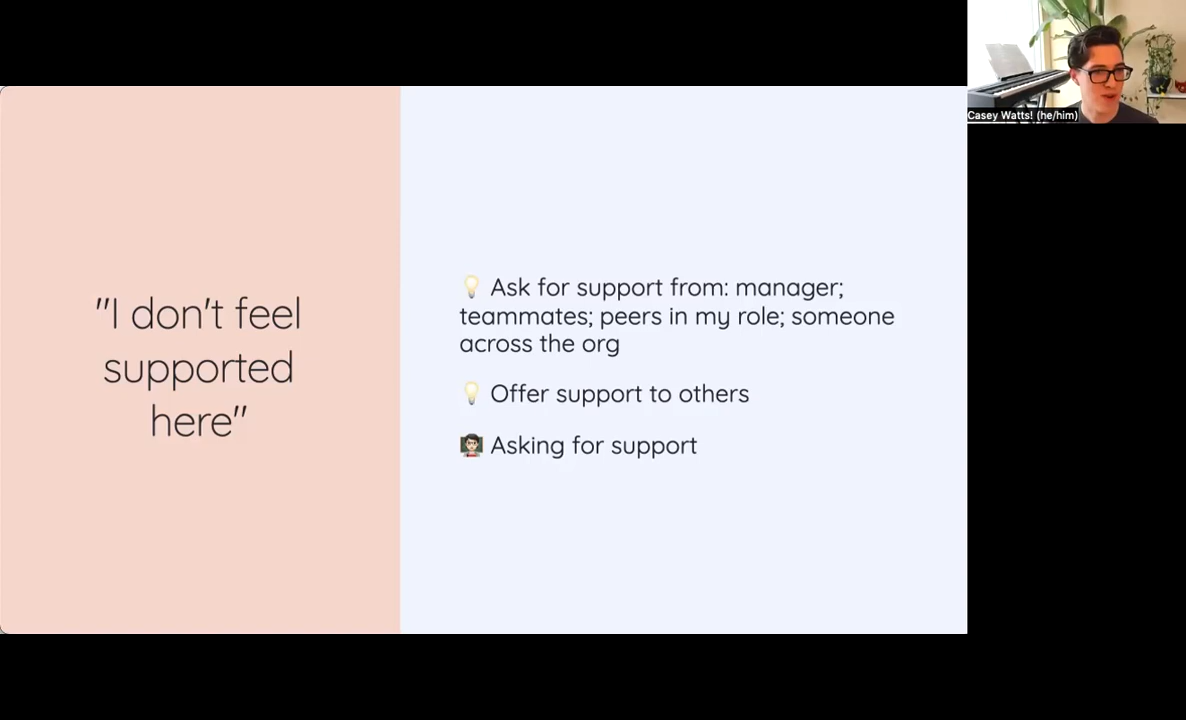 Casey Watts! (he/him)
"I don't feel
supported
here"
💡 Ask for support from: manager;
teammates; peers in my role; someone
across the org
💡 Offer support to others
👨🏻‍🏫 Asking for support